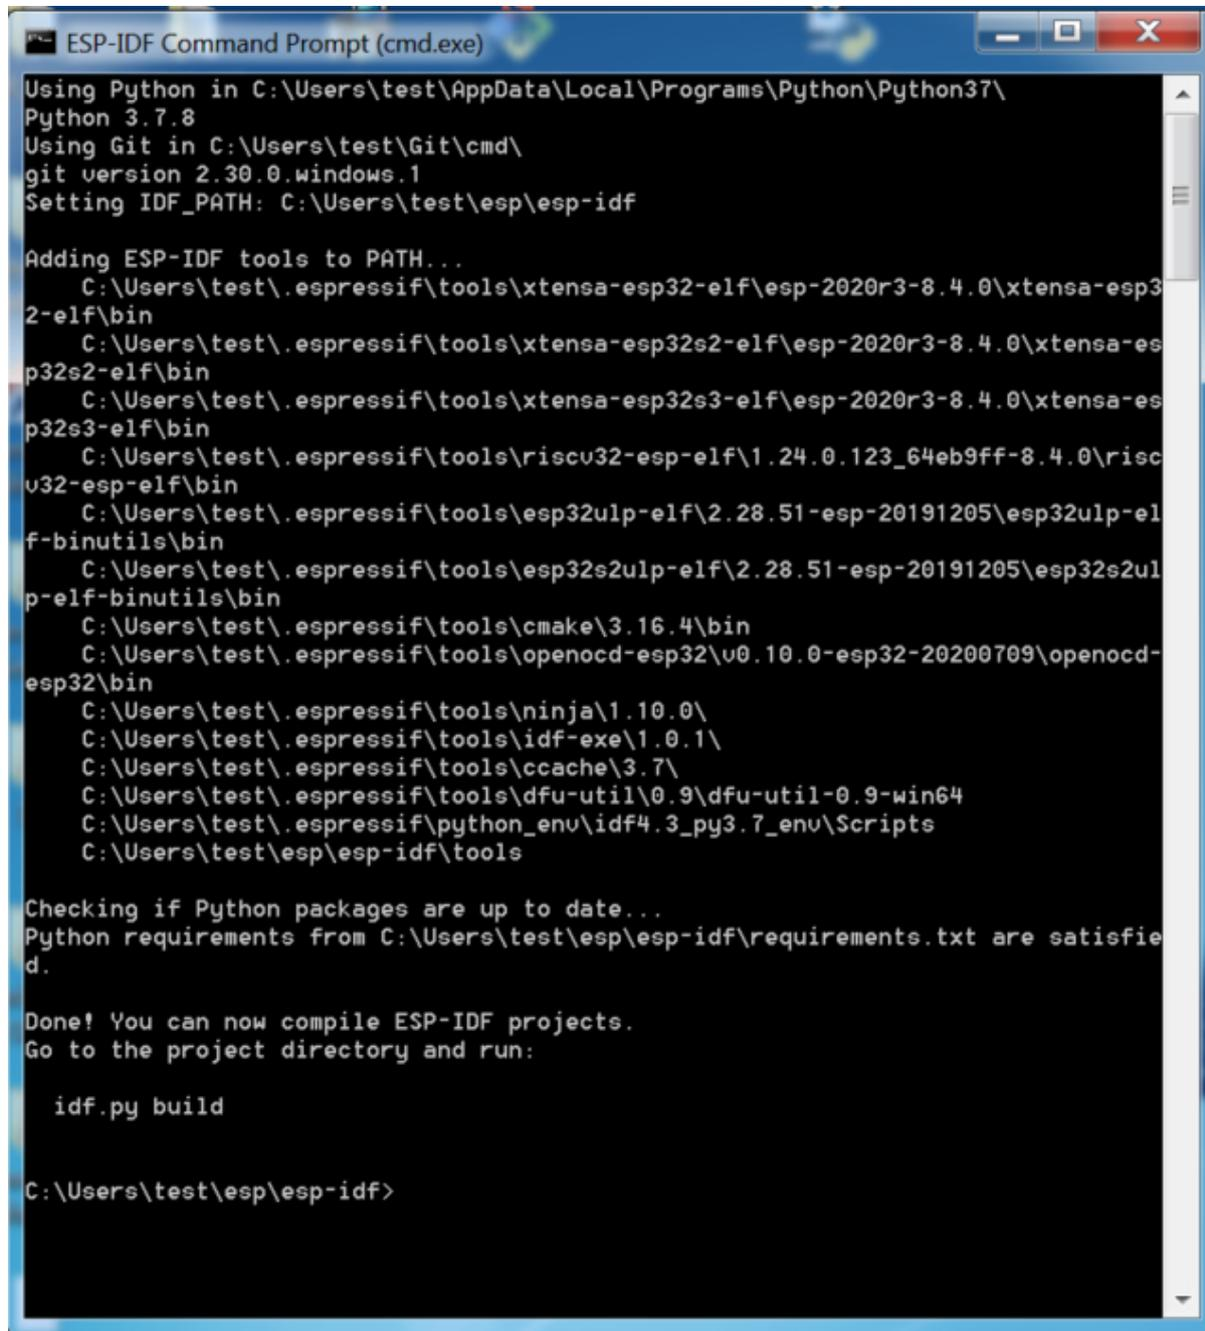 ESP-IDF Command Prompt (cmd.exe)
Using Python in C:\Users\test\AppData\Local\Programs\Python\Python37\
Python 3.7.8
Using Git in C:\Users\test\Git\cmd\
git version 2.30.0.windows.1
Setting IDF_PATH: C:\Users\test\esp\esp-idf
Adding ESP-IDF tools to PATH...
C:\Users\test\.espressif\tools\xtensa-esp32-elf\esp-2020r3-8.4.0\xtensa-esp3
2-elf\bin
C:\Users\test\.espressif\tools\xtensa-esp32s2-elf\esp-2020r3-8.4.0\xtensa-es
p32s2-elf\bin
C:\Users\test\.espressif\tools\xtensa-esp32s3-elf\esp-2020r3-8.4.0\xtensa-es
p32s3-elf\bin
C:\Users\test\.espressif\tools\riscv32-esp-elf\1.24.0.123_64eb9ff-8.4.0\risc
v32-esp-elf\bin
C:\Users\test\.espressif\tools\esp32ulp-elf\2.28.51-esp-20191205\esp32ulp-el
f-binutils\bin
C:\Users\test\.espressif\tools\esp32s2ulp-elf\2.28.51-esp-20191205\esp32s2ul
p-elf-binutils\bin
C:\Users\test\.espressif\tools\cmake\3.16.4\bin
C:\Users\test\.espressif\tools\openocd-esp32\v0.10.0-esp32-20200709\openocd-
esp32\bin
C:\Users\test\.espressif\tools\ninja\1.10.0\
C:\Users\test\.espressif\tools\idf-exe\1.0.1\
C:\Users\test\.espressif\tools\ccache\3.7\
C:\Users\test\.espressif\tools\dfu-util\0.9\dfu-util-0.9-win64
C:\Users\test\.espressif\python_env\idf4.3_py3.7_env\Scripts
C:\Users\test\esp\esp-idf\tools
Checking if Python packages are up to date...
Python requirements from C:\Users\test\esp\esp-idf\requirements.txt are satisfie
d.
Done! You can now compile ESP-IDF projects.
Go to the project directory and run:
idf.py build
C:\Users\test\esp\esp-idf>